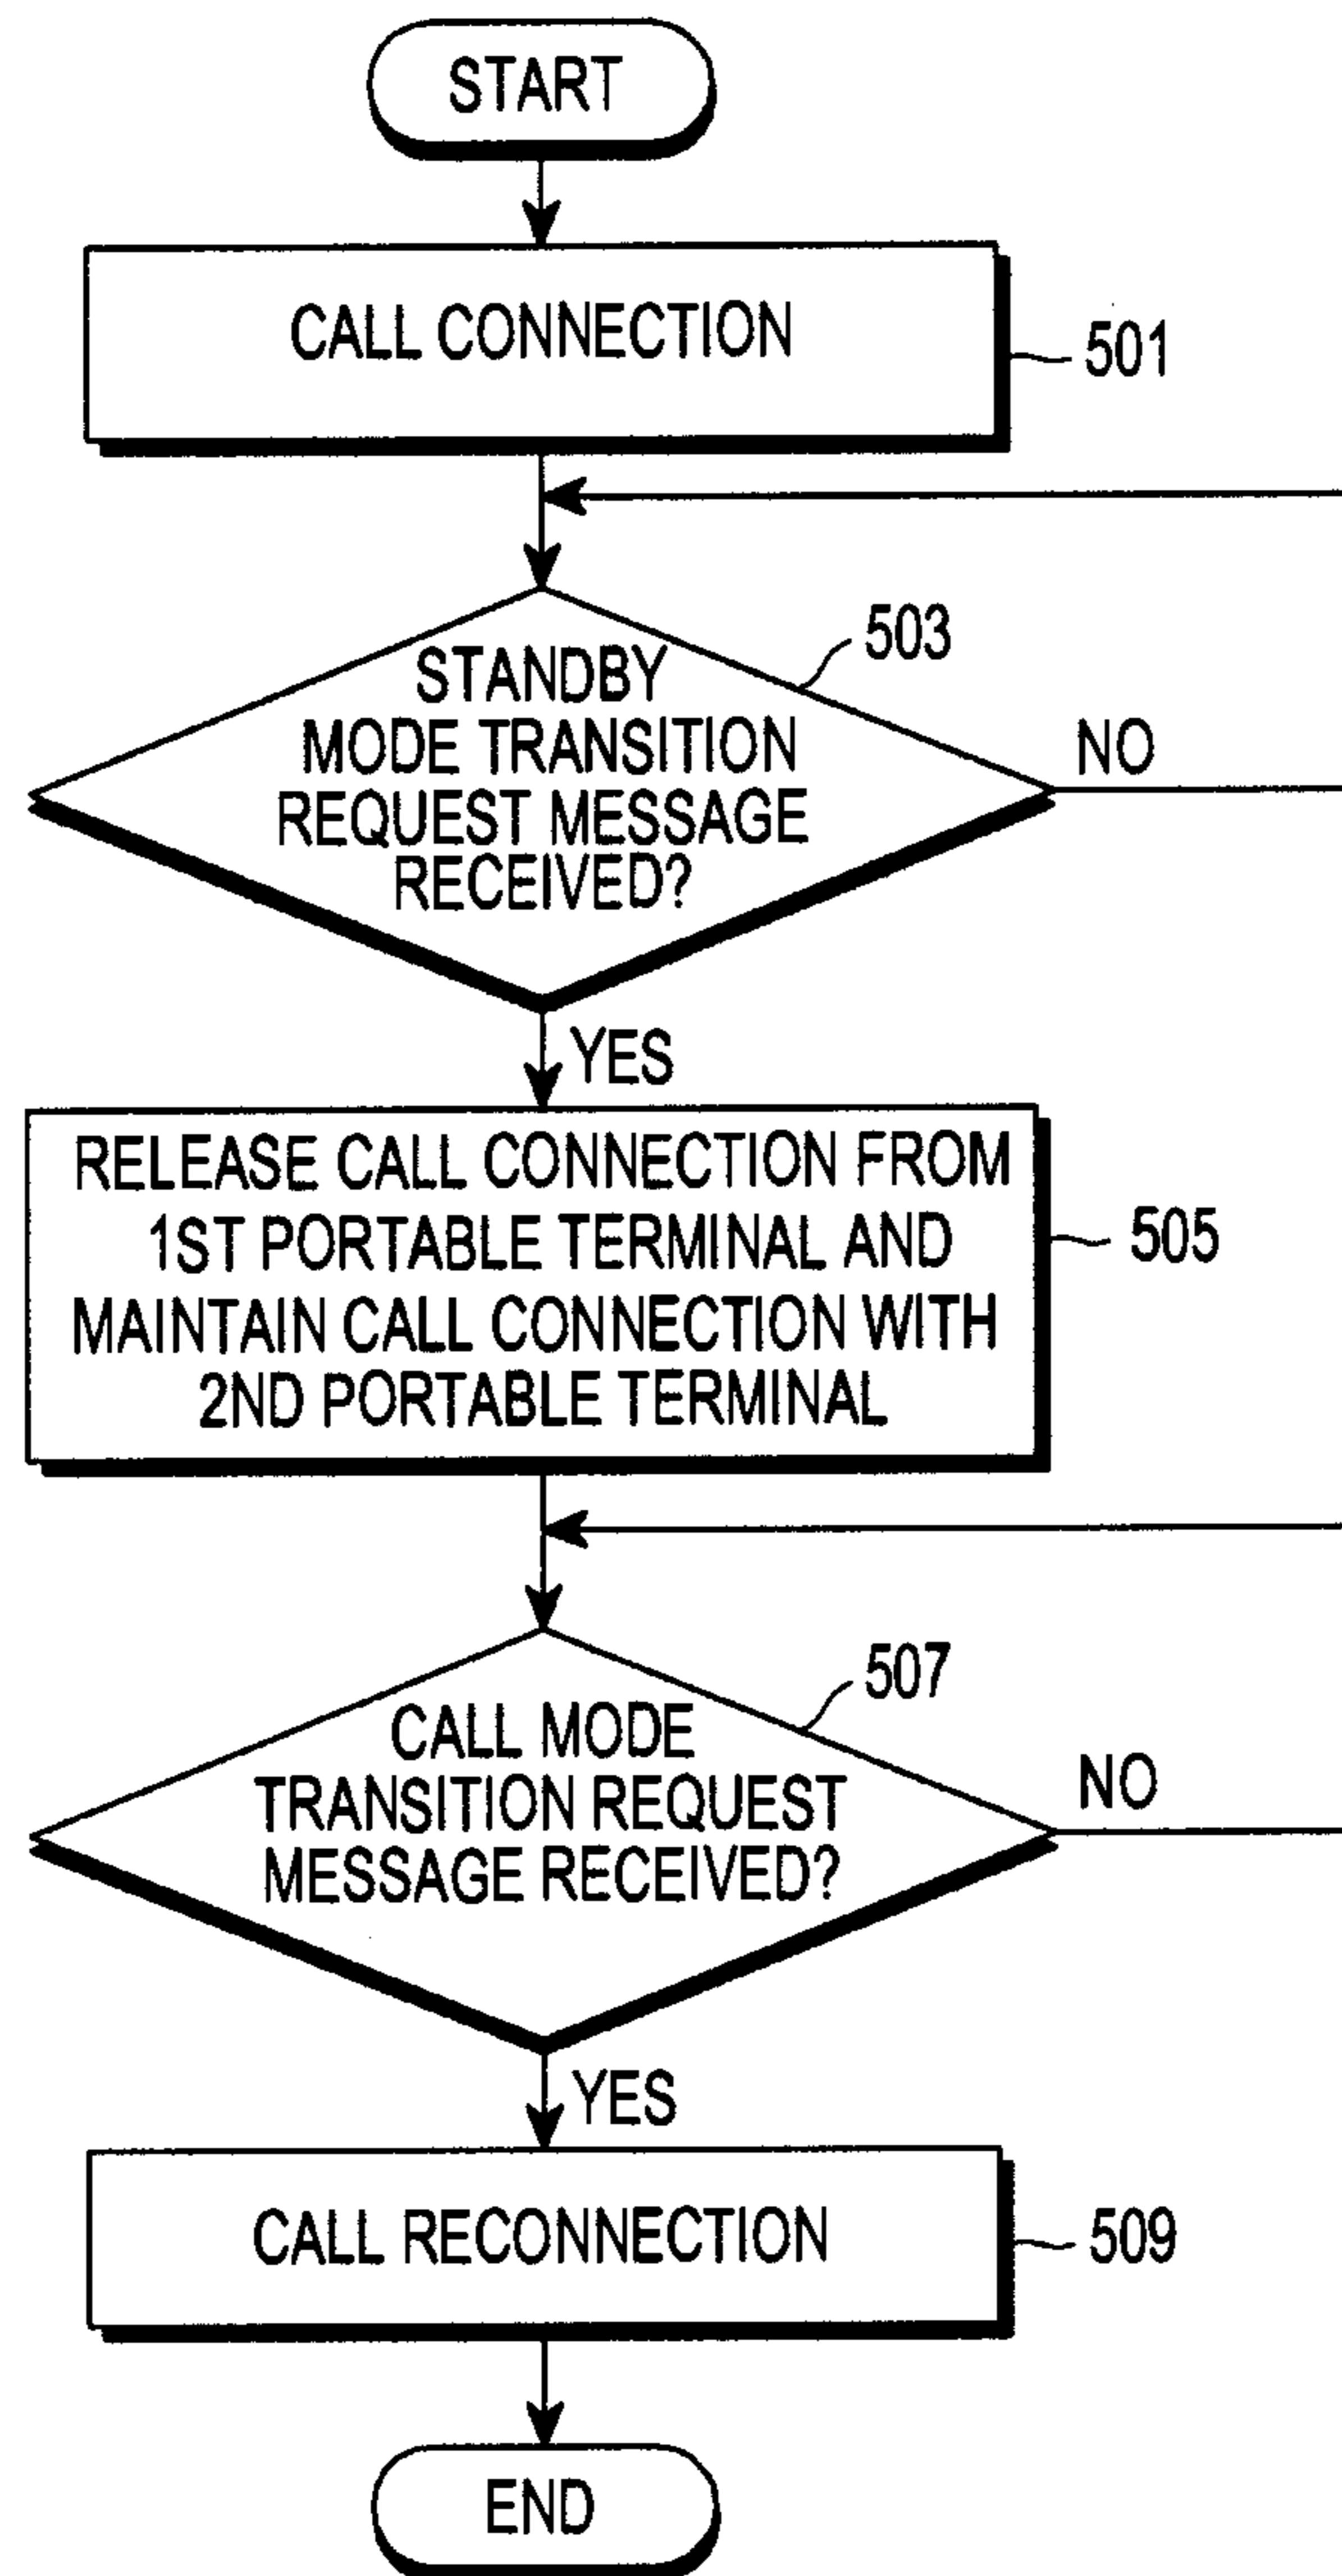 START
CALL CONNECTION
501
503
STANDBY
MODE TRANSITION
REQUEST MESSAGE
RECEIVED?
NO
YES
RELEASE CALL CONNECTION FROM
1ST PORTABLE TERMINAL AND
MAINTAIN CALL CONNECTION WITH
2ND PORTABLE TERMINAL
505
507
CALL MODE
TRANSITION REQUEST
MESSAGE RECEIVED?
NO
YES
CALL RECONNECTION
509
END